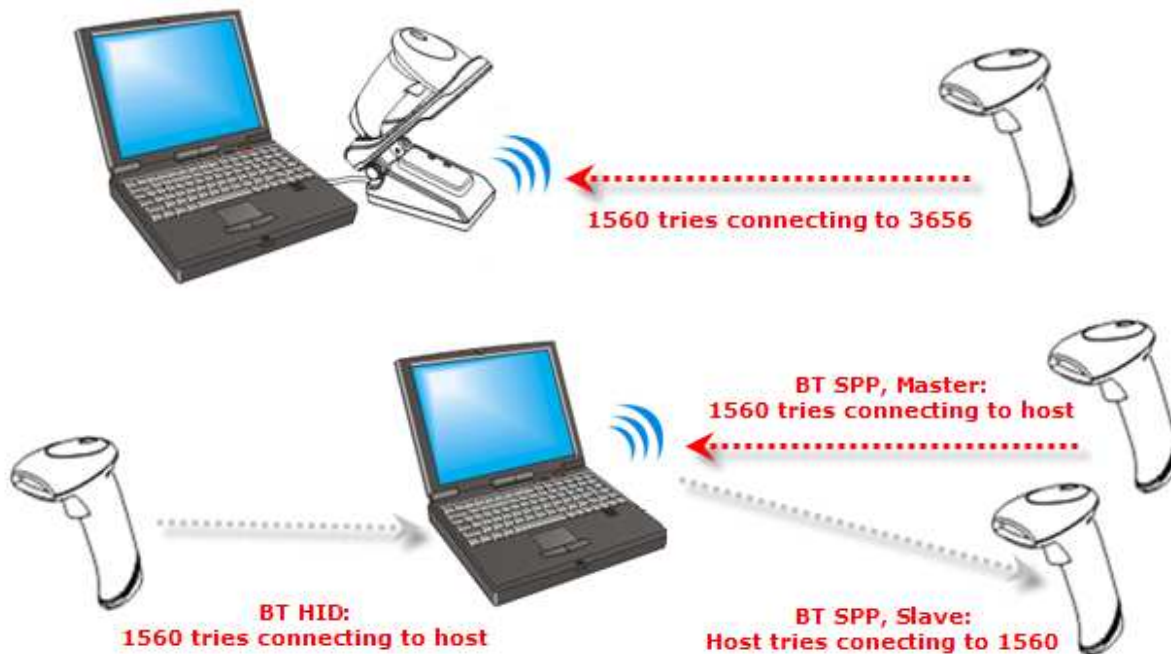 1560 tries connecting to 3656
BT SPP, Master:
1560 tries connecting to host
BT HID:
1560 tries connecting to host
BT SPP, Slave:
Host tries conecting to 1560